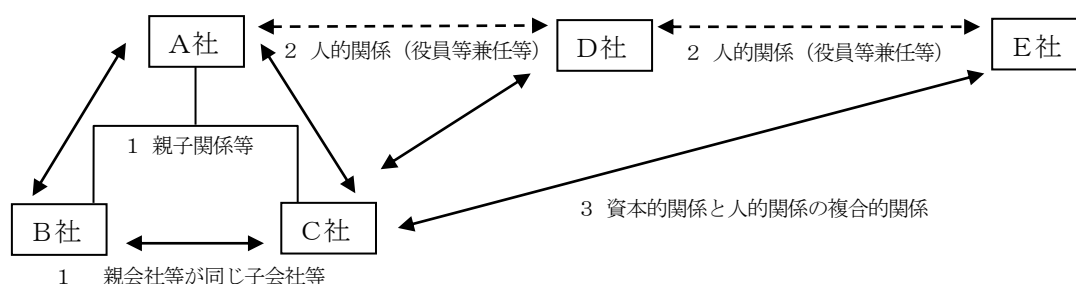 A社
2 人的関係（役員等兼任等）
D社
2 人的関係（役員等兼任等）
E社
1 親子関係等
B社
C社
3 資本的関係と人的関係の複合的関係
1 親会社等が同じ子会社等